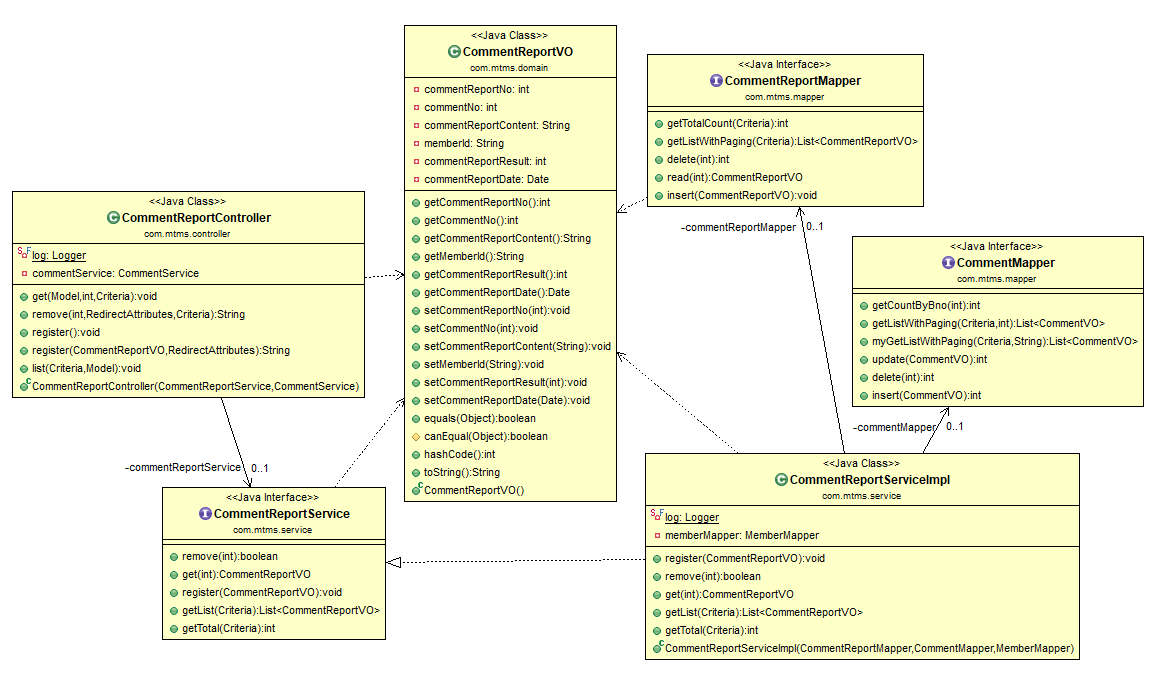 <<Java Class>>
CommentReportVO
com.mtms.domain
commentReportNo: int
commentNo: int
commentReportContent: String
memberId: String
commentReportResult: int
commentReportDate: Date
getCommentReportNo():int
getCommentNo():int
getCommentReportContent():String
getMemberId():String
getCommentReportResult():int
getCommentReportDate():Date
setCommentReportNo(int):void
setCommentNo(int):void
setCommentReportContent(String):void
setMemberId(String):void
setCommentReportResult(int):void
setCommentReportDate(Date):void
equals(Object):boolean
canEqual(Object):boolean
hashCode():int
toString():String
CommentReportVO()
<<Java Interface>>
CommentReportMapper
com.mtms.mapper
getTotalCount(Criteria):int
getListWithPaging(Criteria):List<CommentReportVO>
delete(int):int
read(int):CommentReportVO
insert(CommentReportVO):void
-commentReportMapper 0..1
<<Java Class>>
CommentReportController
com.mtms.controller
log: Logger
commentService: CommentService
get(Model,int,Criteria):void
remove(int,RedirectAttributes,Criteria):String
register():void
register(CommentReportVO,RedirectAttributes):String
list(Criteria,Model):void
CommentReportController(CommentReportService,CommentService)
-commentReportService 0..1
<<Java Interface>>
CommentMapper
com.mtms.mapper
getCountByBno(int):int
getListWithPaging(Criteria,int):List<CommentVO>
myGetListWithPaging(Criteria,String):List<CommentVO>
update(CommentVO):int
delete(int):int
insert(CommentVO):int
-commentMapper 0..1
<<Java Interface>>
CommentReportService
com.mtms.service
remove(int):boolean
get(int):CommentReportVO
register(CommentReportVO):void
getList(Criteria):List<CommentReportVO>
getTotal(Criteria):int
<<Java Class>>
CommentReportServiceImpl
com.mtms.service
log: Logger
memberMapper: MemberMapper
register(CommentReportVO):void
remove(int):boolean
get(int):CommentReportVO
getList(Criteria):List<CommentReportVO>
getTotal(Criteria):int
CommentReportServiceImpl(CommentReportMapper,CommentMapper,MemberMapper)